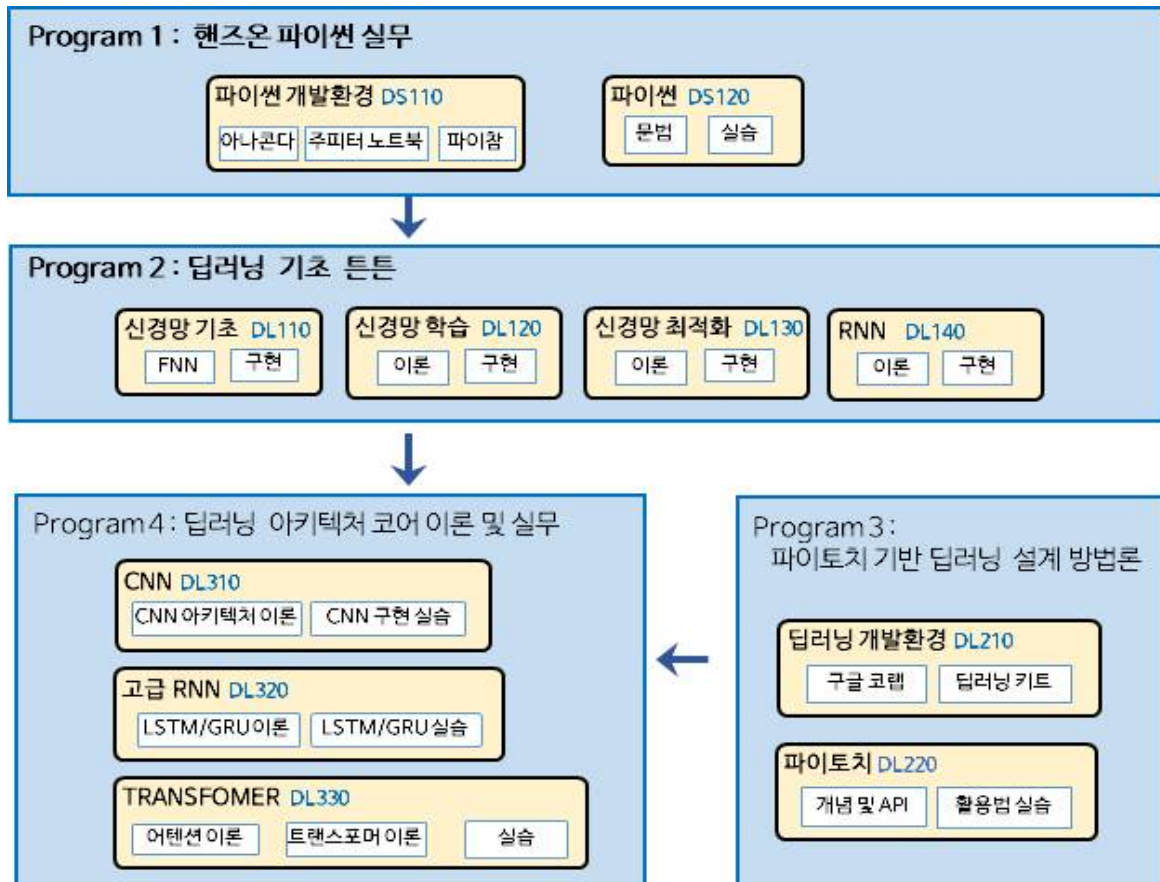 Program 1 : 핸즈온 파이썬 실무
파이썬 개발환경 DS110
아나콘다 주피터 노트북 파이참
파이썬 DS120
문법 실습
Program 2 : 딥러닝 기초 튼튼
신경망 기초 DL110
FNN 구현
신경망 학습 DL120
이론 구현
신경망 최적화 DL130
이론 구현
RNN DL140
이론 구현
Program 4 : 딥러닝 아키텍처 코어 이론 및 실무
CNN DL310
CNN 아키텍처 이론 CNN 구현 실습
고급 RNN DL320
LSTM/GRU이론 LSTM/GRU실습
TRANSFOMER DL330
어텐션 이론 트랜스포머 이론 실습
Program 3 :
파이토치 기반 딥러닝 설계 방법론
딥러닝 개발환경 DL210
구글 코랩 딥러닝 키트
파이토치 DL220
개념 및 API 활용법 실습